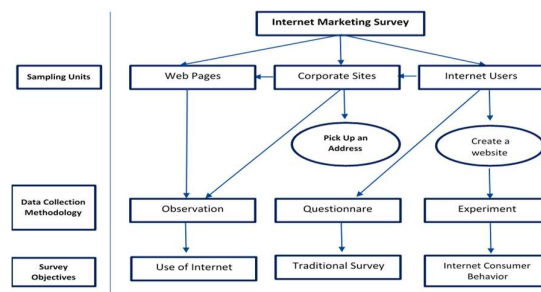 Internet Marketing Survey
Sampling Units
Web Pages
Corporate Sites
Internet Users
Pick Up an
Address
Create a
website
Data Collection
Methodology
Observation
Questionnare
Experiment
Survey
Objectives
Use of Internet
Traditional Survey
Internet Consumer
Behavior